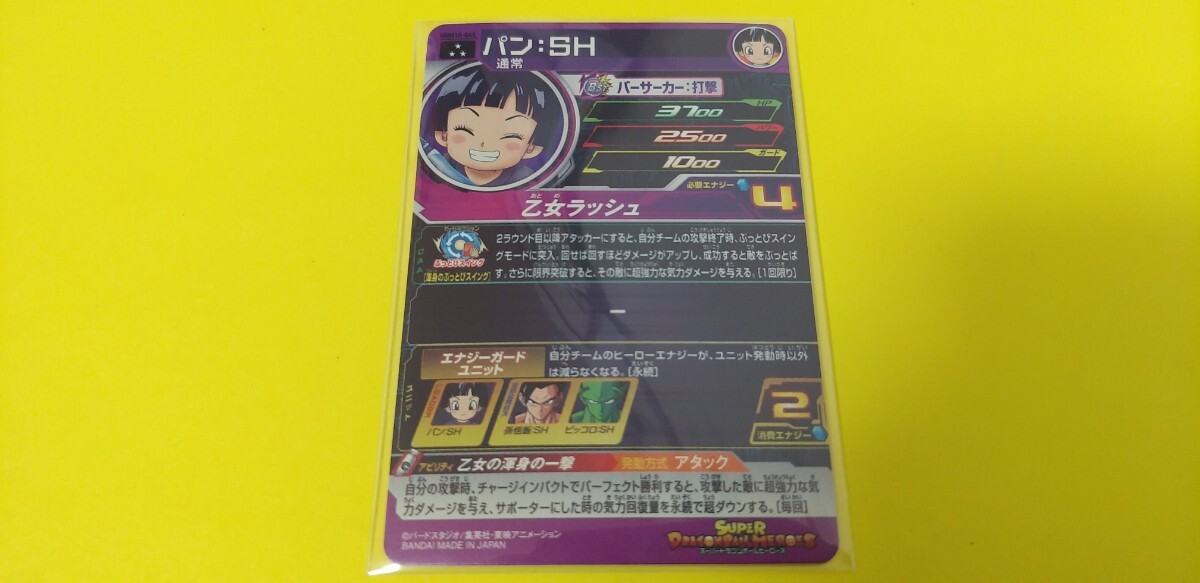 パン:SH
通常
バーサーカー:打撃
HP
3700
パワー
2500
ガード
1000
必要エナジー
4
乙女ラッシュ
ぶっとびスイング
[渾身のぶっとびスイング]
2ラウンド目以降アタッカーにすると、自分チームの攻撃終了時、ぶっとびスイン
グモードに突入。回せば回すほどダメージがアップし、成功すると敵をぶっとば
す。さらに限界突破すると、その敵に超強力な気力ダメージを与える。[1回限り]
ー
エナジーガード
ユニット
自分チームのヒーローエナジーが、ユニット発動時以外
は減らなくなる。[永続]
パン:SH
孫悟飯:SH
ピッコロ:SH
2
消費エナジー
アビリティ 乙女の渾身の一撃 発動方式 アタック
自分の攻撃時、チャージインパクトでパーフェクト勝利すると、攻撃した敵に超強力な気
力ダメージを与え、サポーターにした時の気力回復量を永続で超ダウンする。[毎回]
©バードスタジオ/集英社・東映アニメーション
BANDAI MADE IN JAPAN
SUPER
DRAGONBALL HEROES
スーパードラゴンボールヒーローズ